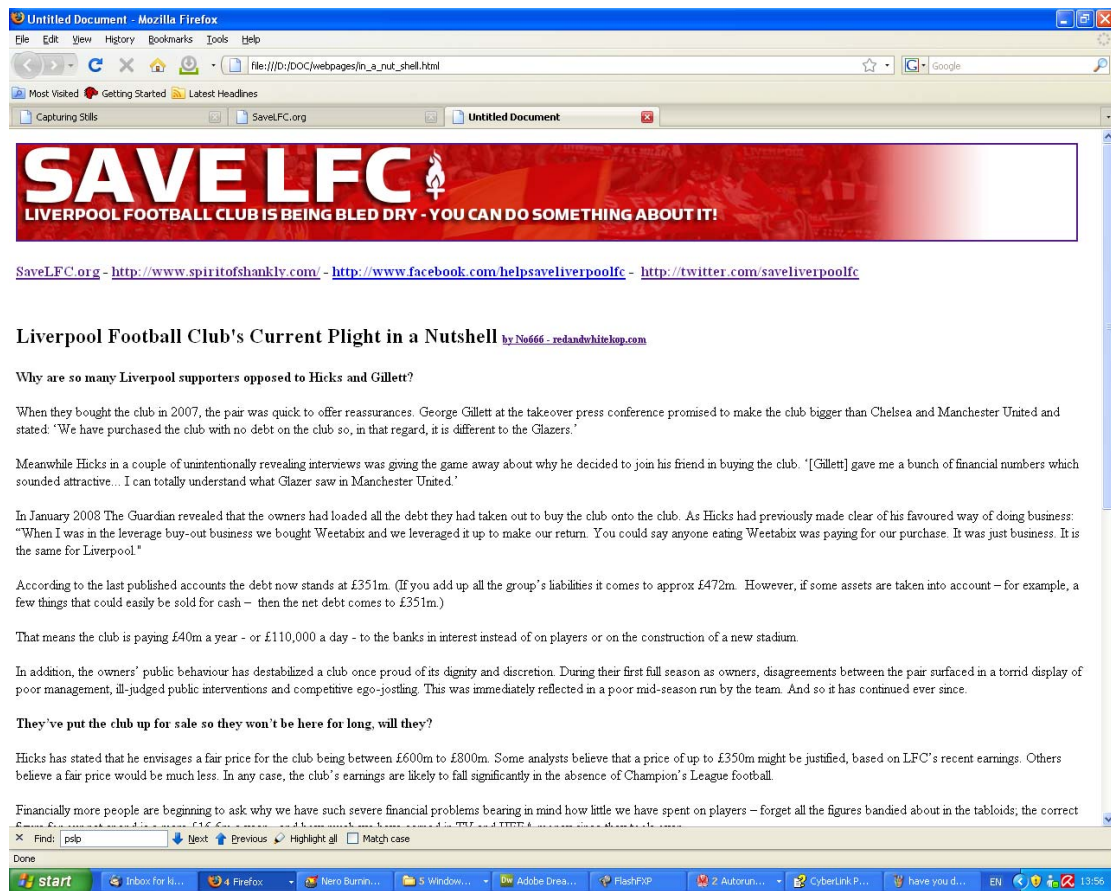 Untitled Document - Mozilla Firefox
File Edit View History Bookmarks Tools Help
file:///D:/DOC/webpages/in_a_nut_shell.html
Google
Most Visited Getting Started Latest Headlines
Capturing Stills SaveLFC.org Untitled Document
SAVE LFC
LIVERPOOL FOOTBALL CLUB IS BEING BLED DRY - YOU CAN DO SOMETHING ABOUT IT!
SaveLFC.org - http://www.spiritofshankly.com/ - http://www.facebook.com/helpsaveliverpoolfc - http://twitter.com/saveliverpoolfc
Liverpool Football Club's Current Plight in a Nutshell by No666 - redandwhitekop.com
Why are so many Liverpool supporters opposed to Hicks and Gillett?
When they bought the club in 2007, the pair was quick to offer reassurances. George Gillett at the takeover press conference promised to make the club bigger than Chelsea and Manchester United and
stated: ‘We have purchased the club with no debt on the club so, in that regard, it is different to the Glazers.’
Meanwhile Hicks in a couple of unintentionally revealing interviews was giving the game away about why he decided to join his friend in buying the club. ‘[Gillett] gave me a bunch of financial numbers which
sounded attractive... I can totally understand what Glazer saw in Manchester United.’
In January 2008 The Guardian revealed that the owners had loaded all the debt they had taken out to buy the club onto the club. As Hicks had previously made clear of his favoured way of doing business:
“When I was in the leverage buy-out business we bought Weetabix and we leveraged it up to make our return. You could say anyone eating Weetabix was paying for our purchase. It was just business. It is
the same for Liverpool."
According to the last published accounts the debt now stands at £351m. (If you add up all the group’s liabilities it comes to approx £472m. However, if some assets are taken into account – for example, a
few things that could easily be sold for cash – then the net debt comes to £351m.)
That means the club is paying £40m a year - or £110,000 a day - to the banks in interest instead of on players or on the construction of a new stadium.
In addition, the owners’ public behaviour has destabilized a club once proud of its dignity and discretion. During their first full season as owners, disagreements between the pair surfaced in a torrid display of
poor management, ill-judged public interventions and competitive ego-jostling. This was immediately reflected in a poor mid-season run by the team. And so it has continued ever since.
They’ve put the club up for sale so they won’t be here for long, will they?
Hicks has stated that he envisages a fair price for the club being between £600m to £800m. Some analysts believe that a price of up to £350m might be justified, based on LFC’s recent earnings. Others
believe a fair price would be much less. In any case, the club’s earnings are likely to fall significantly in the absence of Champion’s League football.
Financially more people are beginning to ask why we have such severe financial problems bearing in mind how little we have spent on players – forget all the figures bandied about in the tabloids; the correct
Find: pslp Next Previous Highlight all Match case
Done
start Inbox for ki... 4 Firefox Nero Burnin... 5 Window... Adobe Drea... FlashFXP 2 Autorun... CyberLink P... have you d... EN 13:56